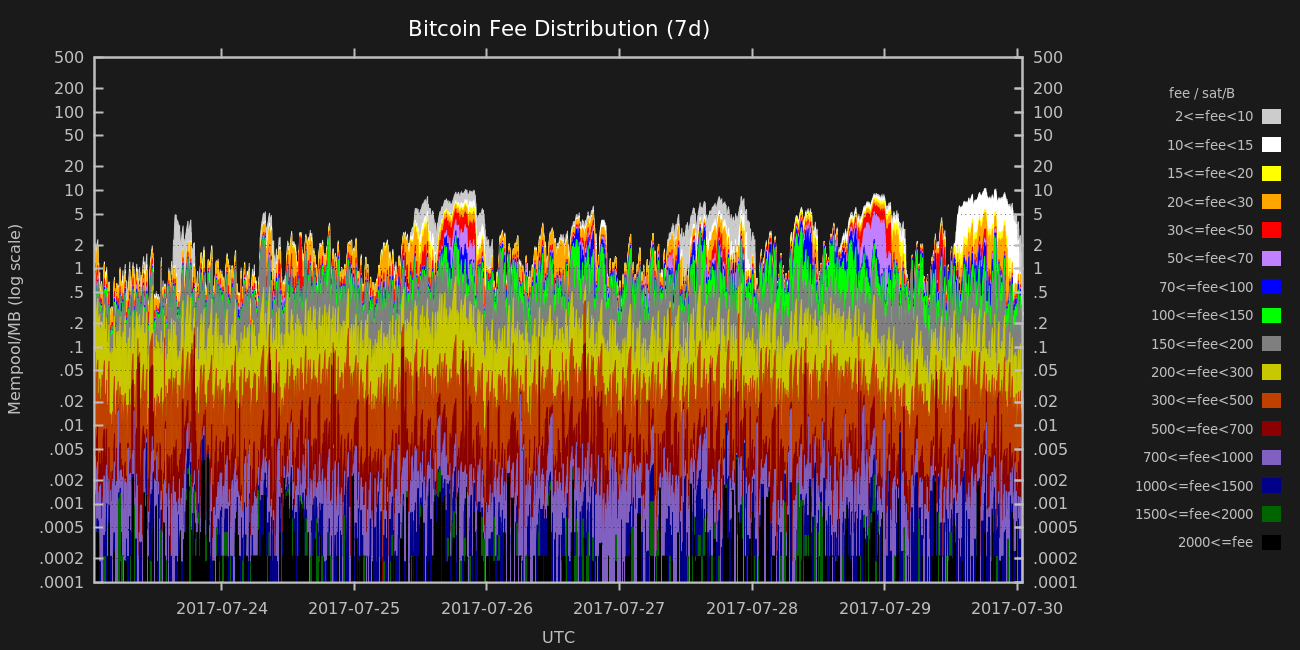 Bitcoin Fee Distribution (7d)
Mempool/MB (log scale)
500
200
100
50
20
10
5
2
1
.5
.2
.1
.05
.02
.01
.005
.002
.001
.0005
.0002
.0001
500
200
100
50
20
10
5
2
1
.5
.2
.1
.05
.02
.01
.005
.002
.001
.0005
.0002
.0001
2017-07-24 2017-07-25 2017-07-26 2017-07-27 2017-07-28 2017-07-29 2017-07-30
UTC
fee / sat/B
2<=fee<10
10<=fee<15
15<=fee<20
20<=fee<30
30<=fee<50
50<=fee<70
70<=fee<100
100<=fee<150
150<=fee<200
200<=fee<300
300<=fee<500
500<=fee<700
700<=fee<1000
1000<=fee<1500
1500<=fee<2000
2000<=fee